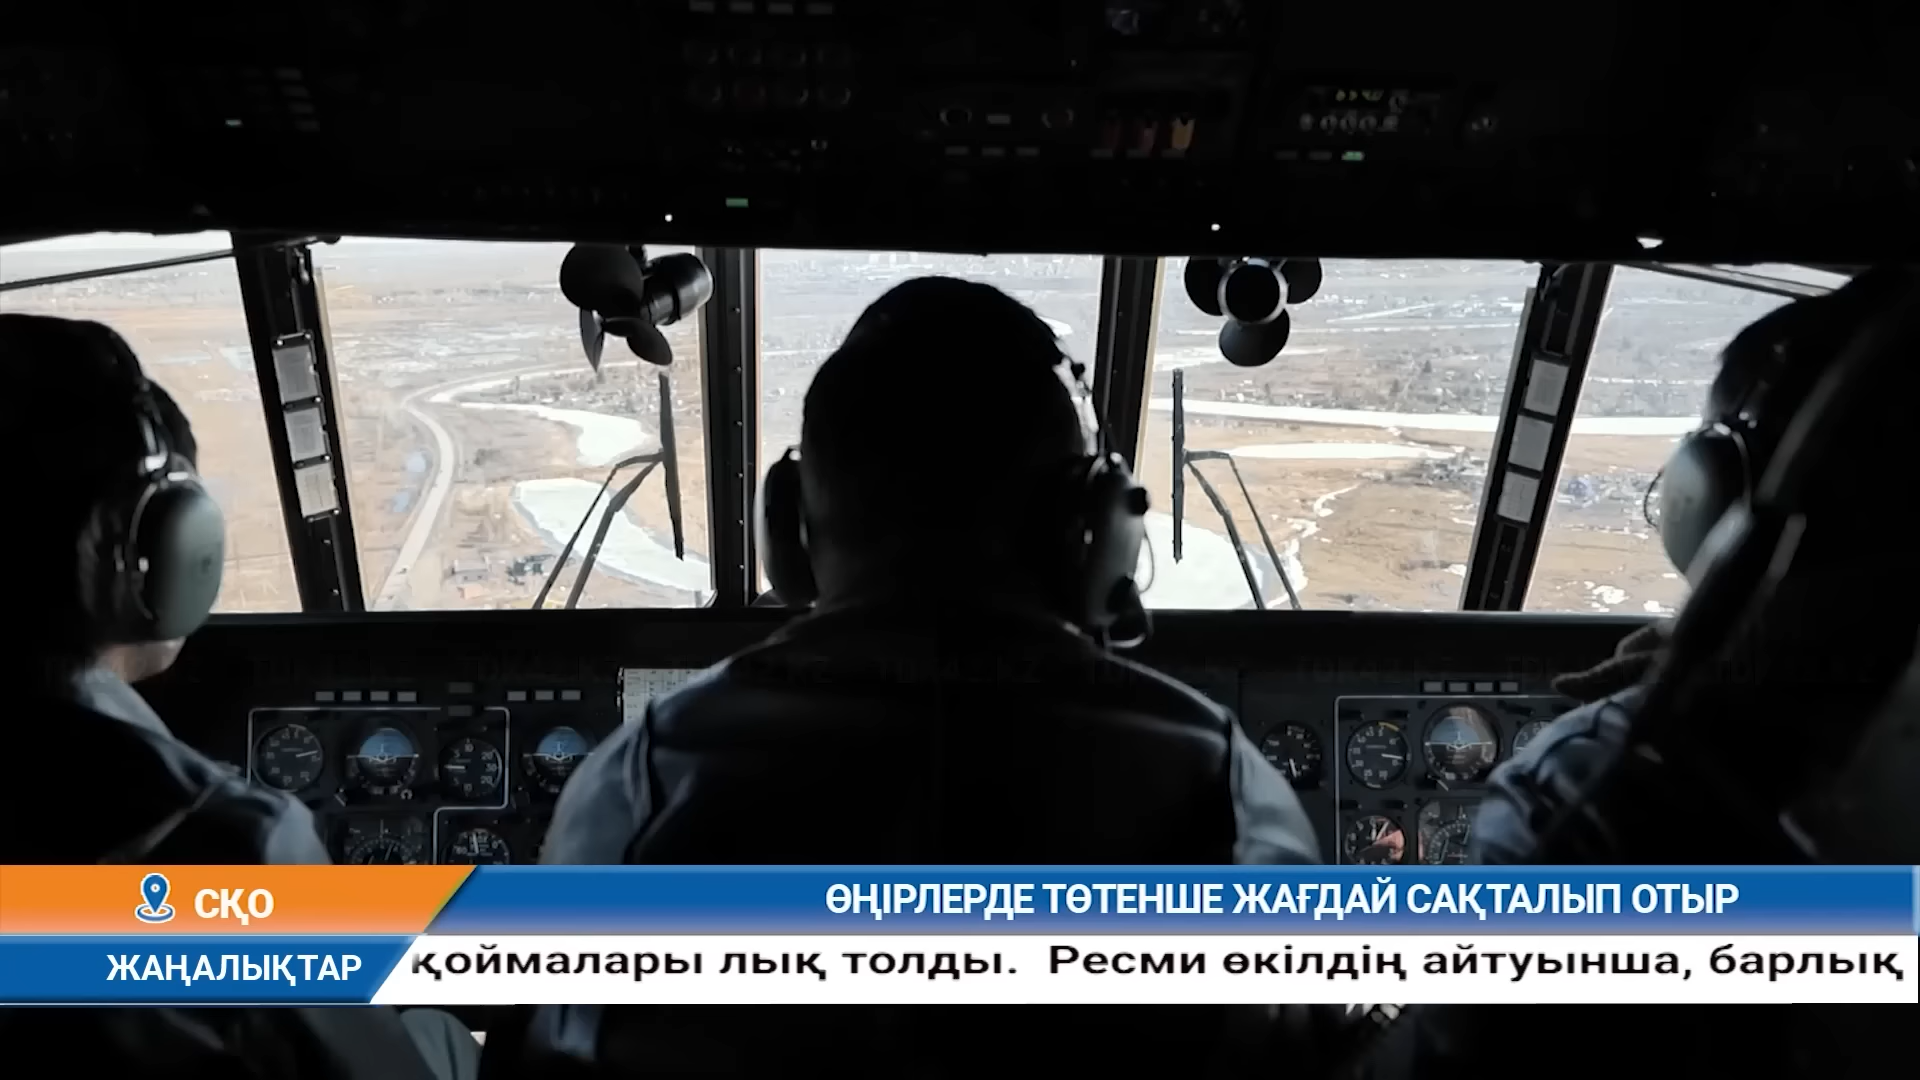 СҚО
ӨҢІРЛЕРДЕ ТӨТЕНШЕ ЖАҒДАЙ САҚТАЛЫП ОТЫР
ЖАҢАЛЫҚТАР
қоймалары лық толды. Ресми өкілдің айтуынша, барлық